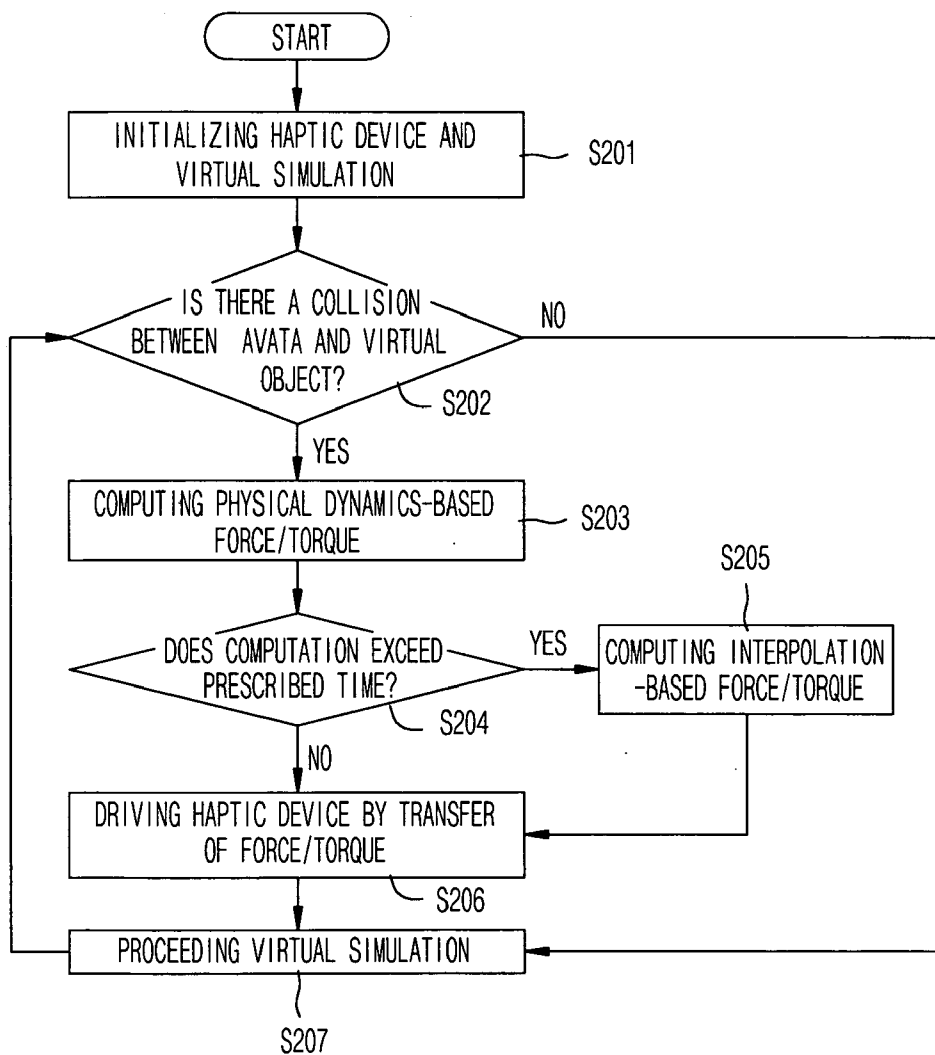 START
INITIALIZING HAPTIC DEVICE AND
VIRTUAL SIMULATION
S201
IS THERE A COLLISION
BETWEEN AVATA AND VIRTUAL
OBJECT?
NO
S202
YES
COMPUTING PHYSICAL DYNAMICS-BASED
FORCE/TORQUE
S203
S205
DOES COMPUTATION EXCEED
PRESCRIBED TIME?
YES
COMPUTING INTERPOLATION
-BASED FORCE/TORQUE
S204
NO
DRIVING HAPTIC DEVICE BY TRANSFER
OF FORCE/TORQUE
S206
PROCEEDING VIRTUAL SIMULATION
S207